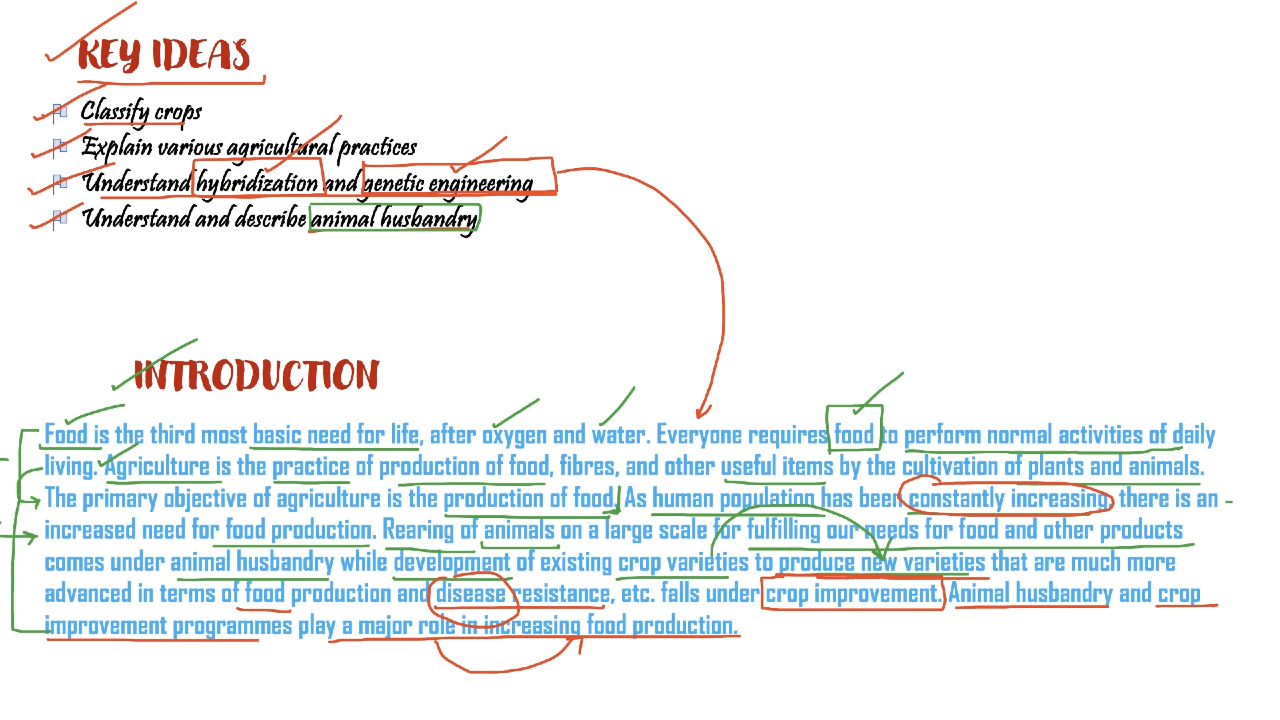 KEY IDEAS
Classify crops
Explain various agricultural practices
Understand hybridization and genetic engineering
Understand and describe animal husbandry
INTRODUCTION
Food is the third most basic need for life, after oxygen and water. Everyone requires food to perform normal activities of daily
living. Agriculture is the practice of production of food, fibres, and other useful items by the cultivation of plants and animals.
The primary objective of agriculture is the production of food. As human population has been constantly increasing, there is an
increased need for food production. Rearing of animals on a large scale for fulfilling our needs for food and other products
comes under animal husbandry while development of existing crop varieties to produce new varieties that are much more
advanced in terms of food production and disease resistance, etc. falls under crop improvement. Animal husbandry and crop
improvement programmes play a major role in increasing food production.